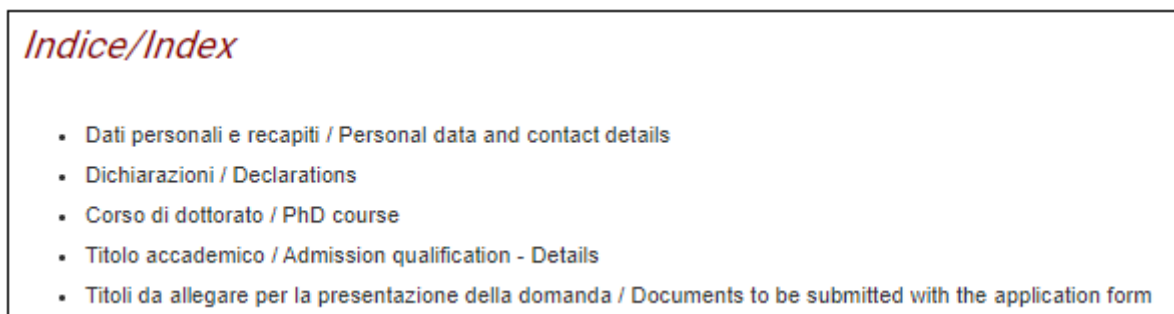 Indice/Index
• Dati personali e recapiti / Personal data and contact details
• Dichiarazioni / Declarations
• Corso di dottorato / PhD course
• Titolo accademico / Admission qualification - Details
• Titoli da allegare per la presentazione della domanda / Documents to be submitted with the application form